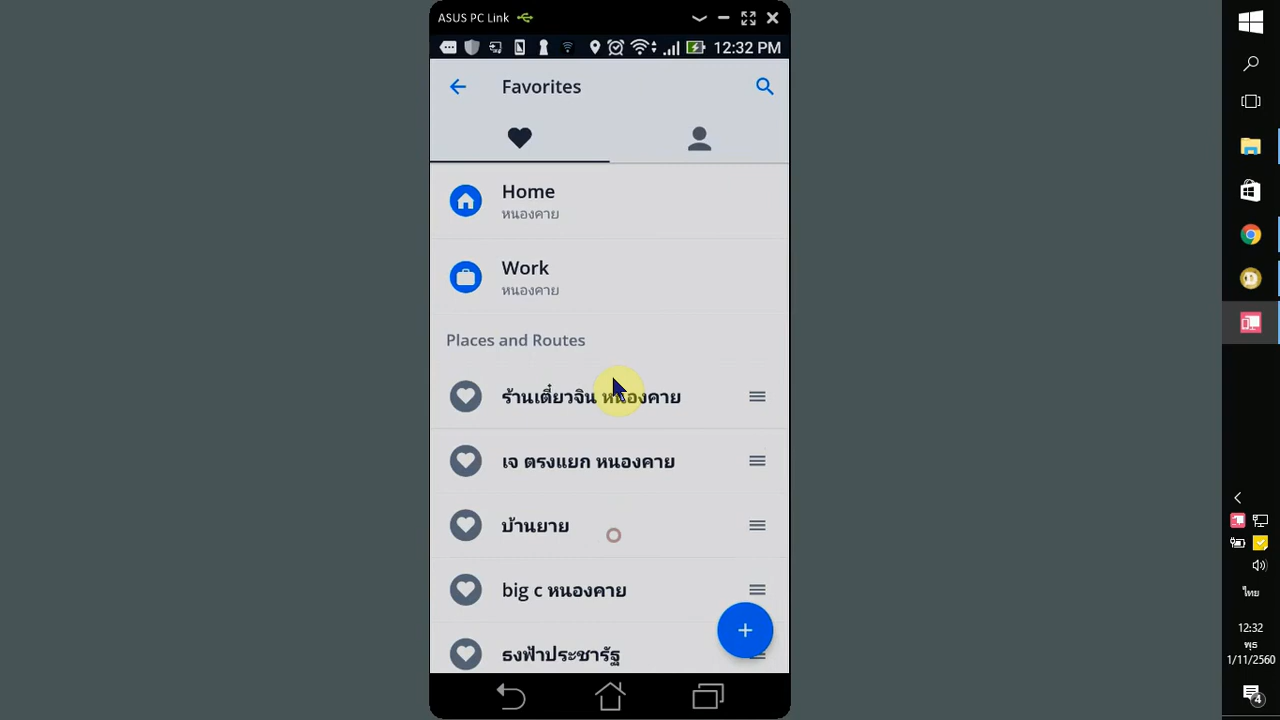 ASUS PC Link
12:32 PM
Favorites
Home
หนองคาย
Work
หนองคาย
Places and Routes
ร้านเตี๋ยวจิน หนองคาย
เจ ตรงแยก หนองคาย
บ้านยาย
big c หนองคาย
ธงฟ้าประชารัฐ
ไทย
12:32
พุธ
1/11/2560
4